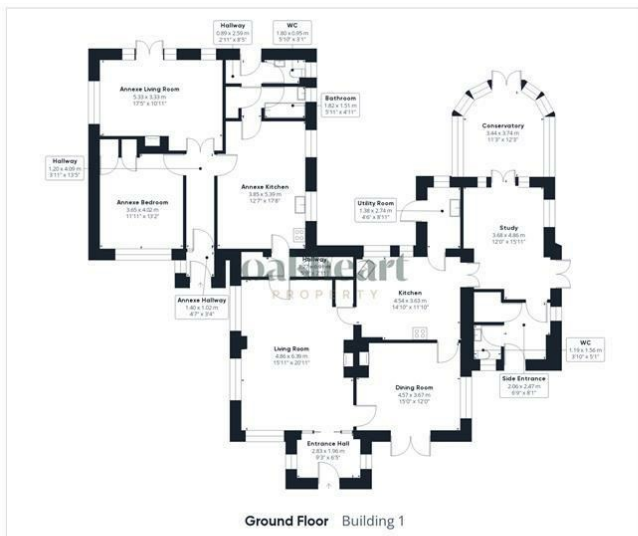 Hallway
0.89 x 2.59 m
2'11" x 8'5"
WC
1.80 x 0.95 m
5'10" x 3'1"
Annexe Living Room
5.33 x 3.33 m
17'5" x 10'11"
Bathroom
1.82 x 1.51 m
5'11" x 4'11"
Conservatory
3.44 x 3.74 m
11'3" x 12'3"
Hallway
1.20 x 4.09 m
3'11" x 13'5"
Annexe Bedroom
3.65 x 4.02 m
11'11" x 13'2"
Annexe Kitchen
3.85 x 5.39 m
12'7" x 17'8"
Utility Room
1.38 x 2.74 m
4'6" x 8'11"
Study
3.68 x 4.86 m
12'0" x 15'11"
Hallway
oakheart
PROPERTY
Annexe Hallway
1.40 x 1.02 m
4'7" x 3'4"
Kitchen
4.54 x 3.63 m
14'10" x 11'10"
Living Room
4.86 x 6.39 m
15'11" x 20'11"
WC
1.19 x 1.56 m
3'10" x 5'1"
Dining Room
4.57 x 3.67 m
15'0" x 12'0"
Side Entrance
2.06 x 2.47 m
6'9" x 8'1"
Entrance Hall
2.83 x 1.96 m
9'3" x 6'5"
Ground Floor Building 1